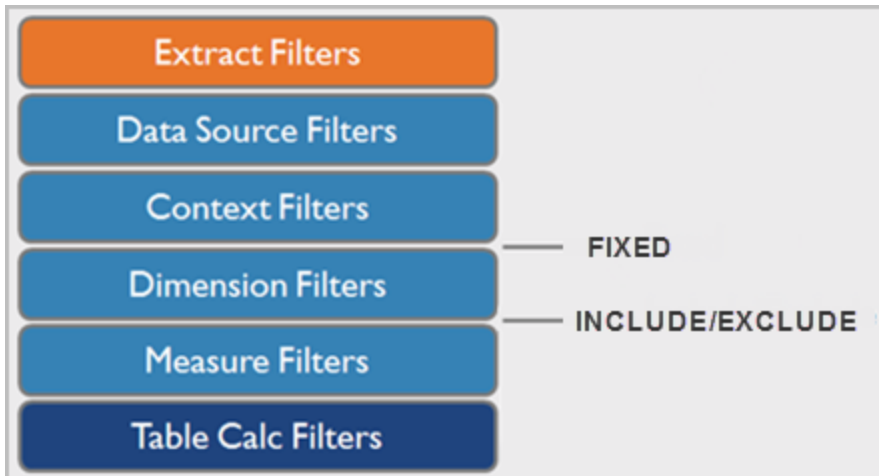 Extract Filters
Data Source Filters
Context Filters
FIXED
Dimension Filters
INCLUDE/EXCLUDE
Measure Filters
Table Calc Filters